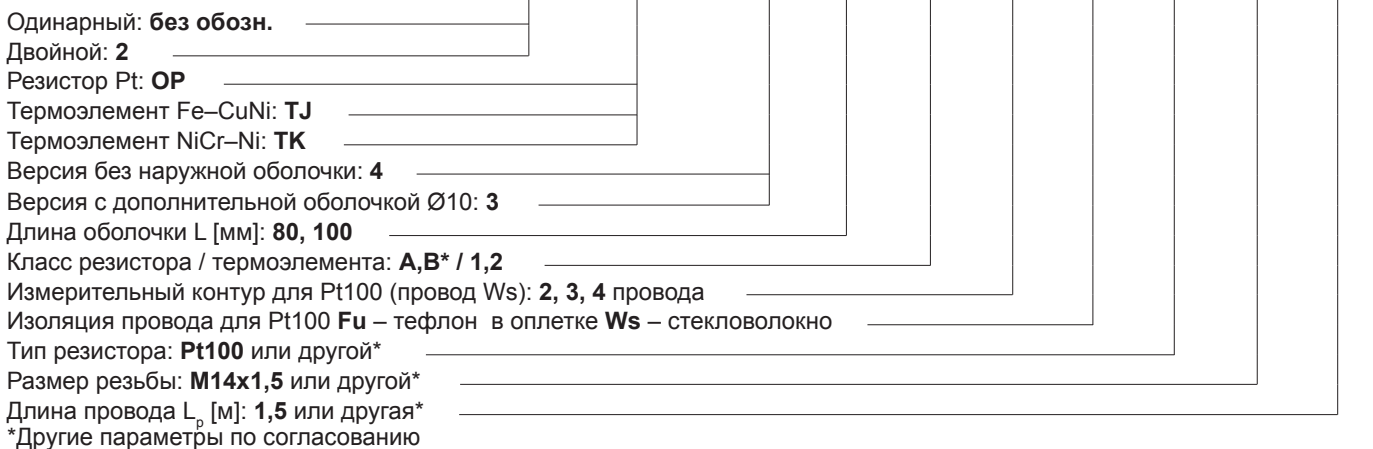 Одинарный: без обозн.
Двойной: 2
Резистор Pt: OP
Термоэлемент Fe–CuNi: TJ
Термоэлемент NiCr–Ni: TK
Версия без наружной оболочки: 4
Версия с дополнительной оболочкой Ø10: 3
Длина оболочки L [мм]: 80, 100
Класс резистора / термоэлемента: A,B* / 1,2
Измерительный контур для Pt100 (провод Ws): 2, 3, 4 провода
Изоляция провода для Pt100 Fu – тефлон в оплетке Ws – стекловолокно
Тип резистора: Pt100 или другой*
Размер резьбы: M14x1,5 или другой*
Длина провода Lp [м]: 1,5 или другая*
*Другие параметры по согласованию